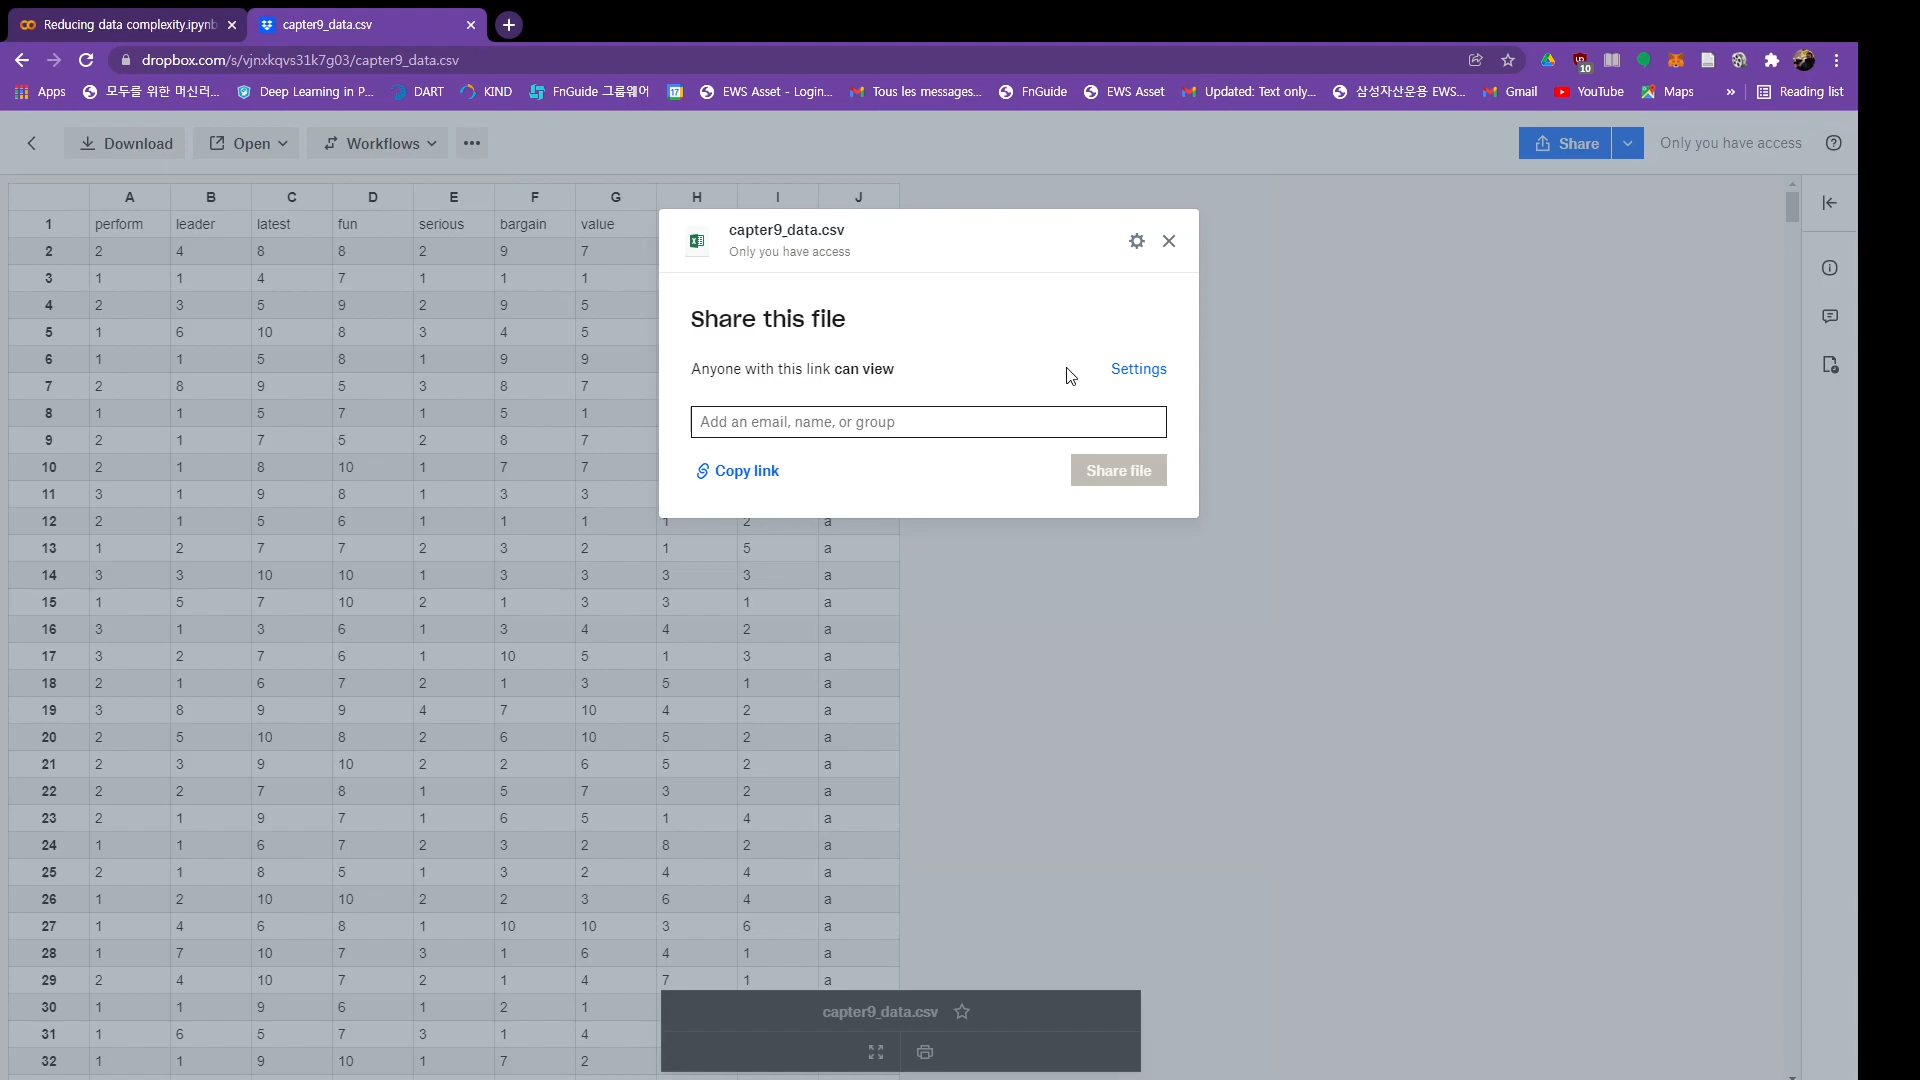 Reducing data complexity.ipynb
capter9_data.csv
dropbox.com/s/vjnxkqvs31k7g03/capter9_data.csv
10
Apps 모두를 위한 머신러... Deep Learning in P... DART KIND FnGuide 그룹웨어 17 EWS Asset - Login... Tous les messages... FnGuide EWS Asset Updated: Text only... 삼성자산운용 EWS... Gmail YouTube Maps » Reading list
Download Open Workflows ••• Share Only you have access
A B C D E F G H I J
1 perform leader latest fun serious bargain value
2 2 4 8 8 2 9 7
3 1 1 4 7 1 1 1
4 2 3 5 9 2 9 5
5 1 6 10 8 3 4 5
6 1 1 5 8 1 9 9
7 2 8 9 5 3 8 7
8 1 1 5 7 1 5 1
9 2 1 7 5 2 8 7
10 2 1 8 10 1 7 7
11 3 1 9 8 1 3 3
12 2 1 5 6 1 1 1 1 2 a
13 1 2 7 7 2 3 2 1 5 a
14 3 3 10 10 1 3 3 3 3 a
15 1 5 7 10 2 1 3 3 1 a
16 3 1 3 6 1 3 4 4 2 a
17 3 2 7 6 1 10 5 1 3 a
18 2 1 6 7 2 1 3 5 1 a
19 3 8 9 9 4 7 10 4 2 a
20 2 5 10 8 2 6 10 5 2 a
21 2 3 9 10 2 2 6 5 2 a
22 2 2 7 8 1 5 7 3 2 a
23 2 1 9 7 1 6 5 1 4 a
24 1 1 6 7 2 3 2 8 2 a
25 2 1 8 5 1 3 2 4 4 a
26 1 2 10 10 2 2 3 6 4 a
27 1 4 6 8 1 10 10 3 6 a
28 1 7 10 7 3 1 6 4 1 a
29 2 4 10 7 2 1 4 7 1 a
30 1 1 9 6 1 2 1
31 1 6 5 7 3 1 4
32 1 1 9 10 1 7 2
capter9_data.csv
Only you have access
Share this file
Anyone with this link can view Settings
Add an email, name, or group
Copy link Share file
capter9_data.csv